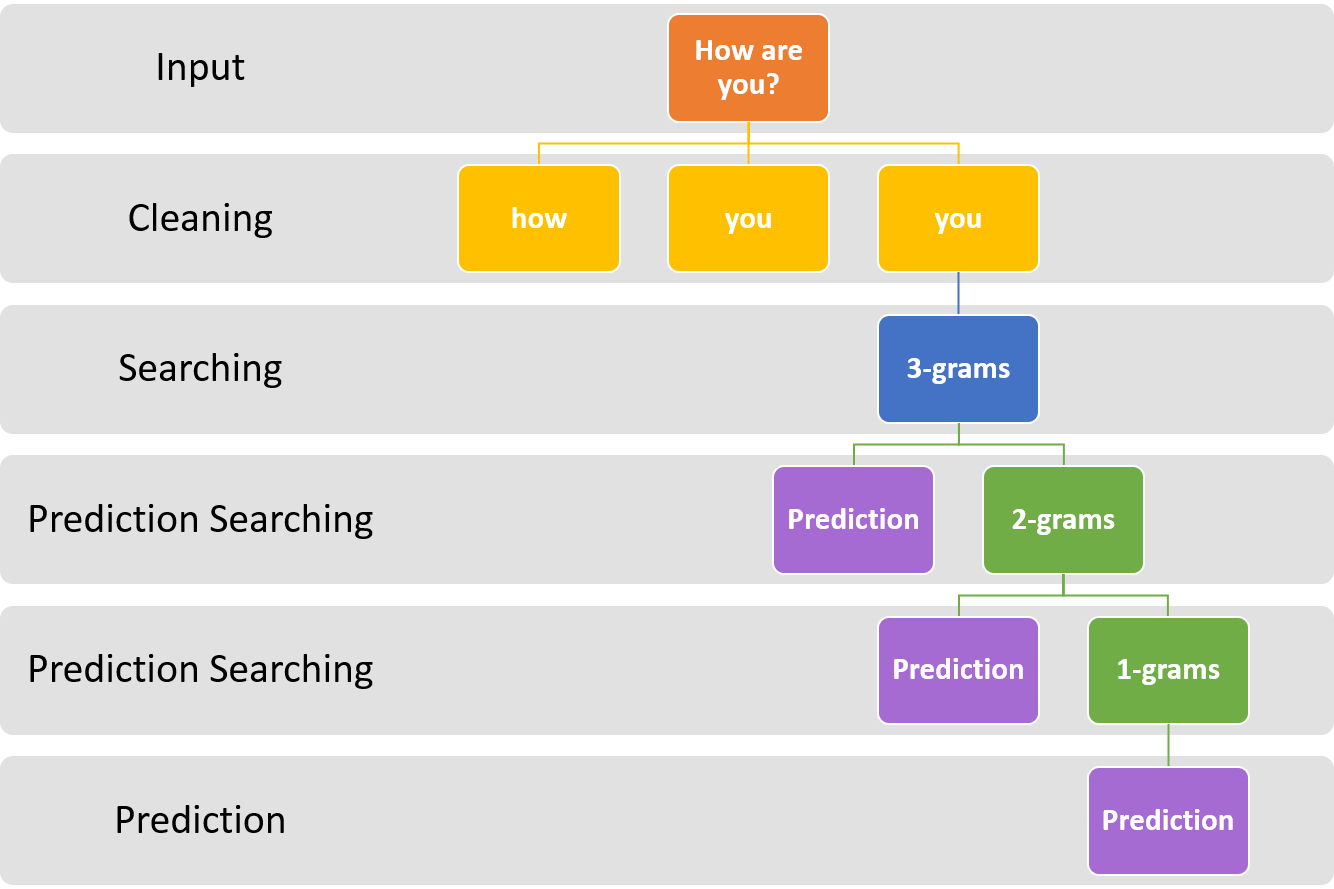 Input
How are
you?
Cleaning
how
you
you
Searching
3-grams
Prediction Searching
Prediction
2-grams
Prediction Searching
Prediction
1-grams
Prediction
Prediction